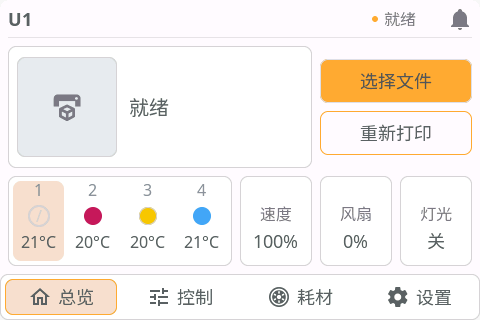 U1
就绪
就绪
选择文件
重新打印
1 2 3 4
21°C 20°C 20°C 21°C
速度
100%
风扇
0%
灯光
关
总览 控制 耗材 设置